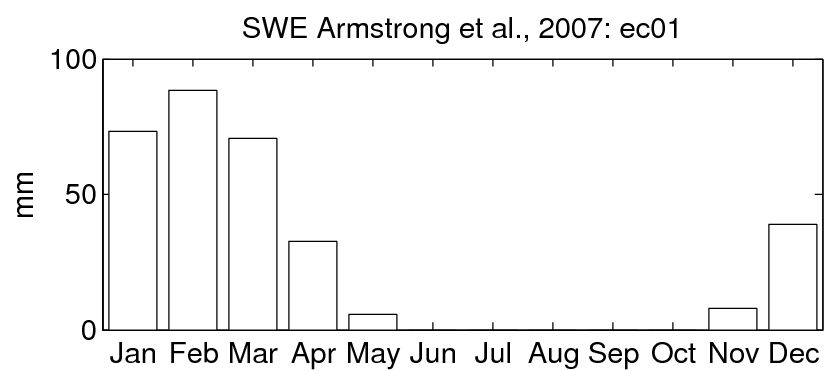 SWE Armstrong et al., 2007: ec01
100
mm
50
0
Jan Feb Mar Apr May Jun Jul Aug Sep Oct Nov Dec